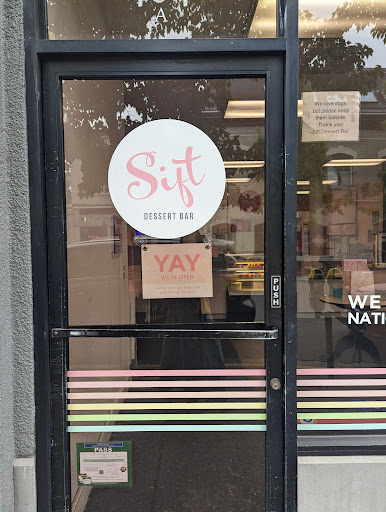 A
Sift
DESSERT BAR
We love dogs
but please keep
them outside.
Thank you!
Sift Dessert Bar
YAY
WE'RE OPEN
PUSH
WE
NATI
PASS